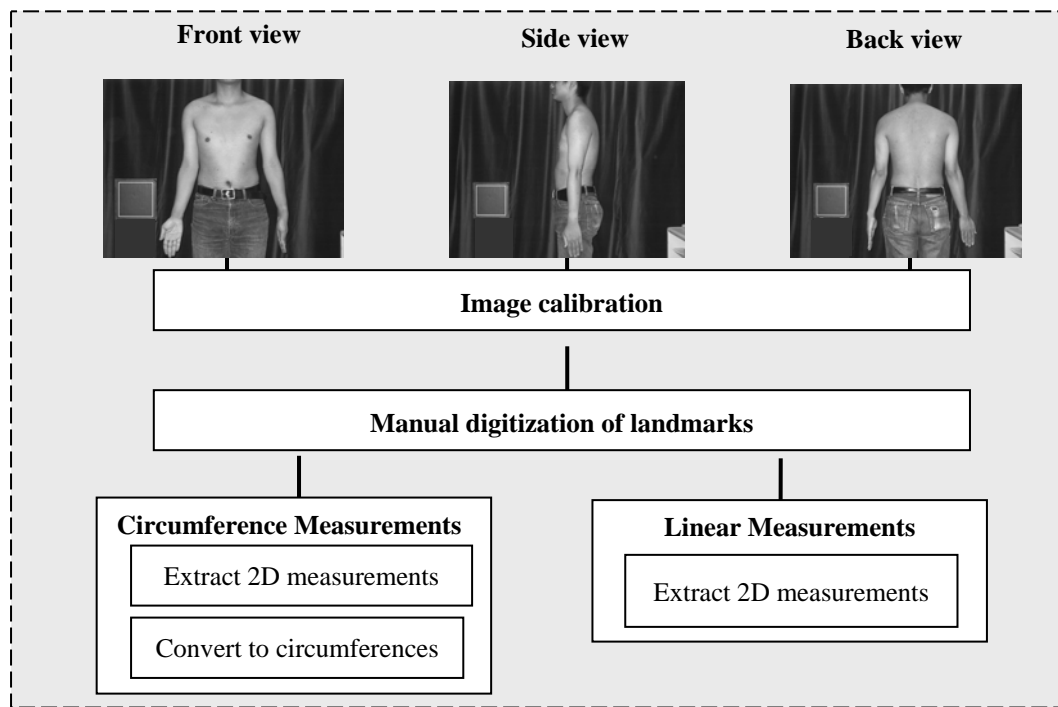 Front view
Side view
Back view
Image calibration
Manual digitization of landmarks
Circumference Measurements
Extract 2D measurements
Convert to circumferences
Linear Measurements
Extract 2D measurements